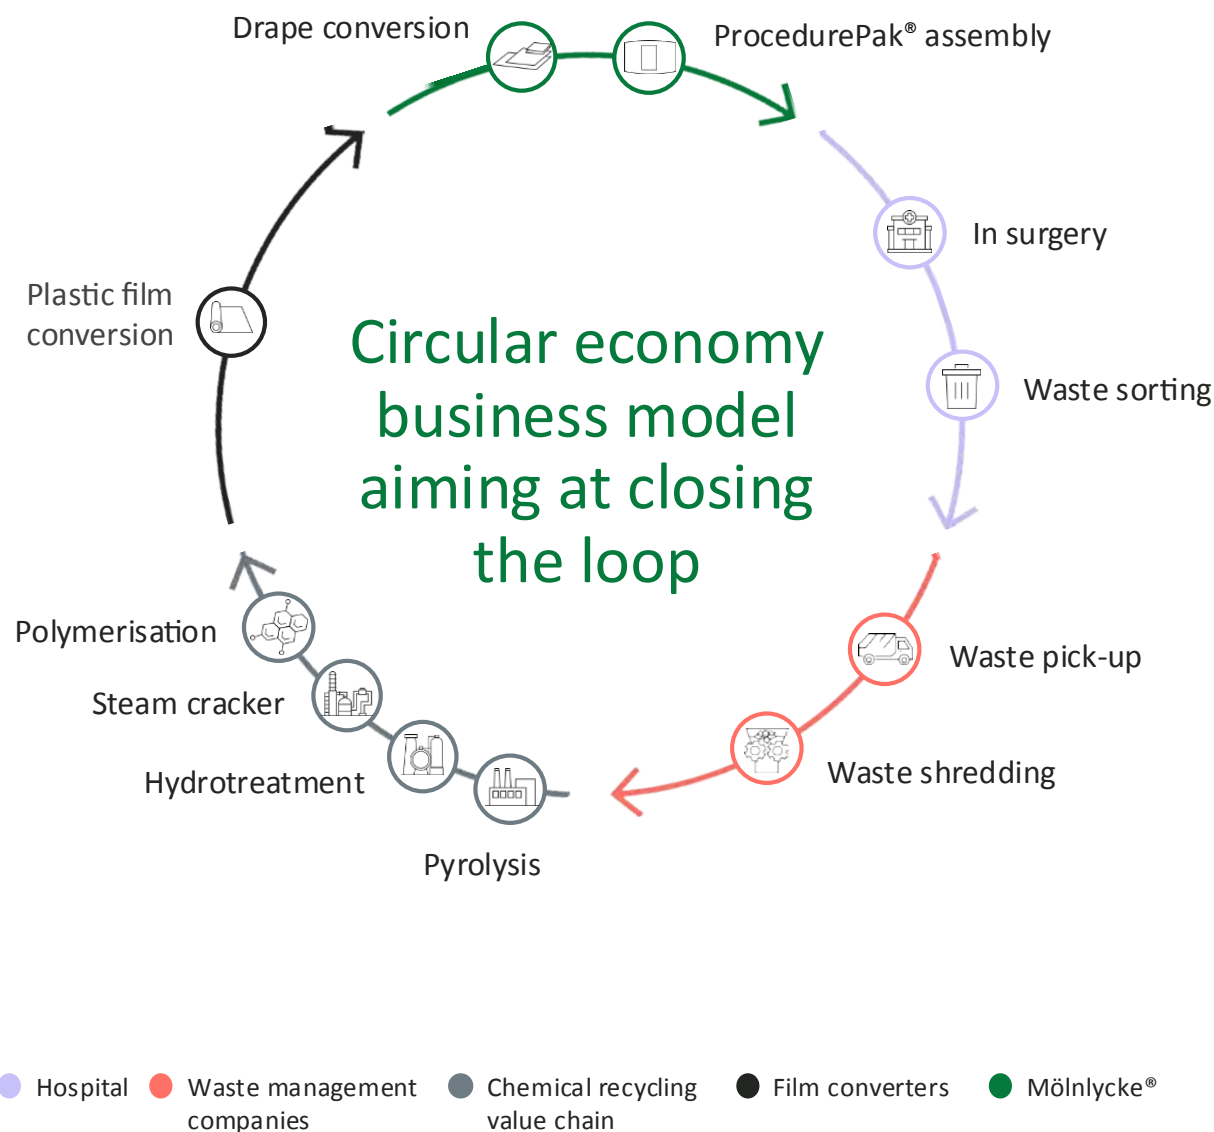 Drape conversion
ProcedurePak® assembly
In surgery
Plastic film
conversion
Circular economy
business model
aiming at closing
the loop
Waste sorting
Polymerisation
Waste pick-up
Steam cracker
Waste shredding
Hydrotreatment
Pyrolysis
Hospital
Waste management
companies
Chemical recycling
value chain
Film converters
Mölnlycke®